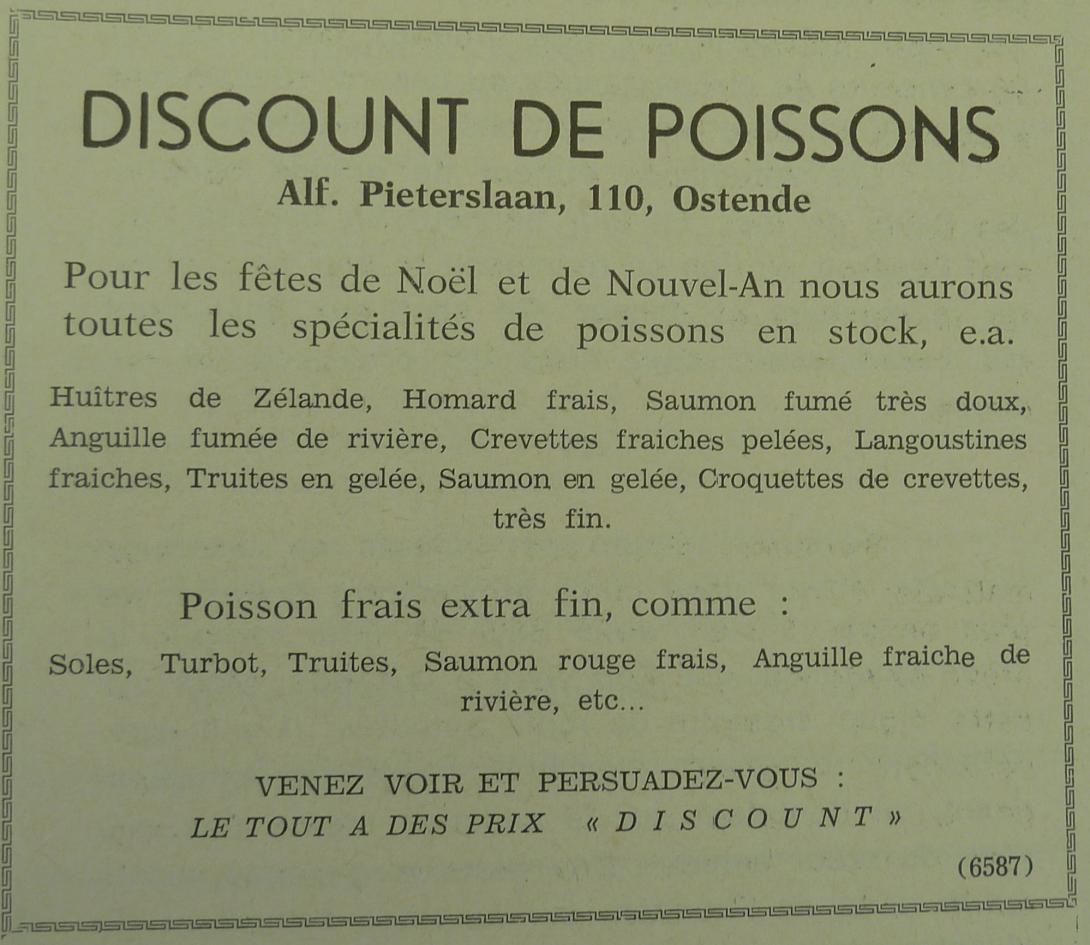 DISCOUNT DE POISSONS
Alf. Pieterslaan, 110, Ostende
Pour les fêtes de Noël et de Nouvel-An nous aurons
toutes les spécialités de poissons en stock, e.a.
Huîtres de Zélande, Homard frais, Saumon fumé très doux,
Anguille fumée de rivière, Crevettes fraiches pelées, Langoustines
fraiches, Truites en gelée, Saumon en gelée, Croquettes de crevettes,
très fin.
Poisson frais extra fin, comme :
Soles, Turbot, Truites, Saumon rouge frais, Anguille fraiche de
rivière, etc...
VENEZ VOIR ET PERSUADEZ-VOUS :
LE TOUT A DES PRIX « D I S C O U N T »
(6587)